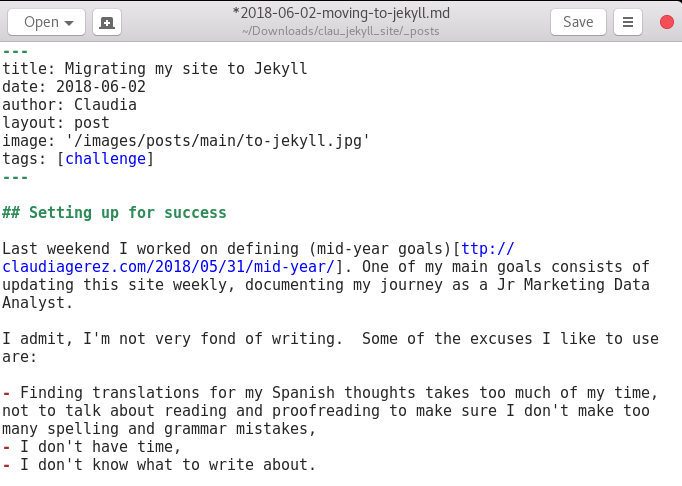 Open
*2018-06-02-moving-to-jekyll.md
~/Downloads/clau_jekyll_site/_posts
Save
---
title: Migrating my site to Jekyll
date: 2018-06-02
author: Claudia
layout: post
image: '/images/posts/main/to-jekyll.jpg'
tags: [challenge]
---
## Setting up for success
Last weekend I worked on defining (mid-year goals)[ttp://
claudiagerez.com/2018/05/31/mid-year/]. One of my main goals consists of
updating this site weekly, documenting my journey as a Jr Marketing Data
Analyst.
I admit, I'm not very fond of writing.  Some of the excuses I like to use
are:
- Finding translations for my Spanish thoughts takes too much of my time,
not to talk about reading and proofreading to make sure I don't make too
many spelling and grammar mistakes,
- I don't have time,
- I don't know what to write about.